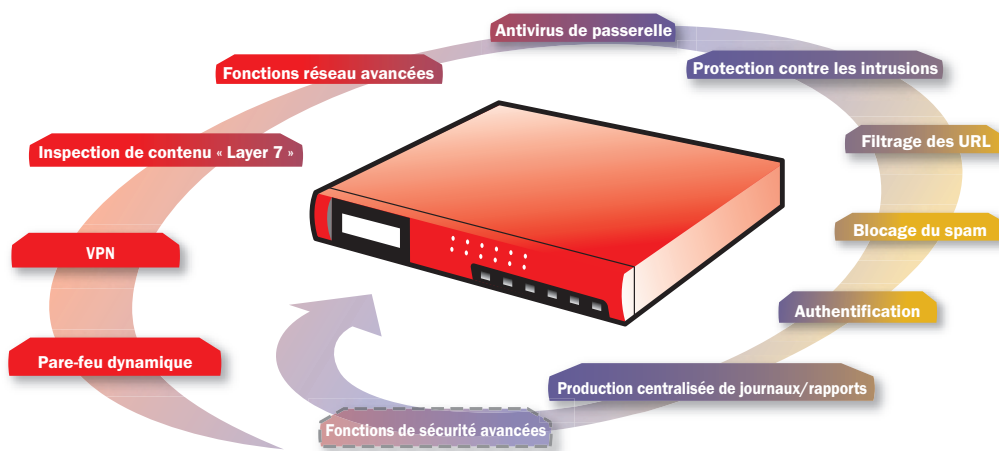 Antivirus de passerelle
Fonctions réseau avancées
Protection contre les intrusions
Inspection de contenu « Layer 7 »
Filtrage des URL
Blocage du spam
VPN
Authentification
Pare-feu dynamique
Production centralisée de journaux/rapports
Fonctions de sécurité avancées